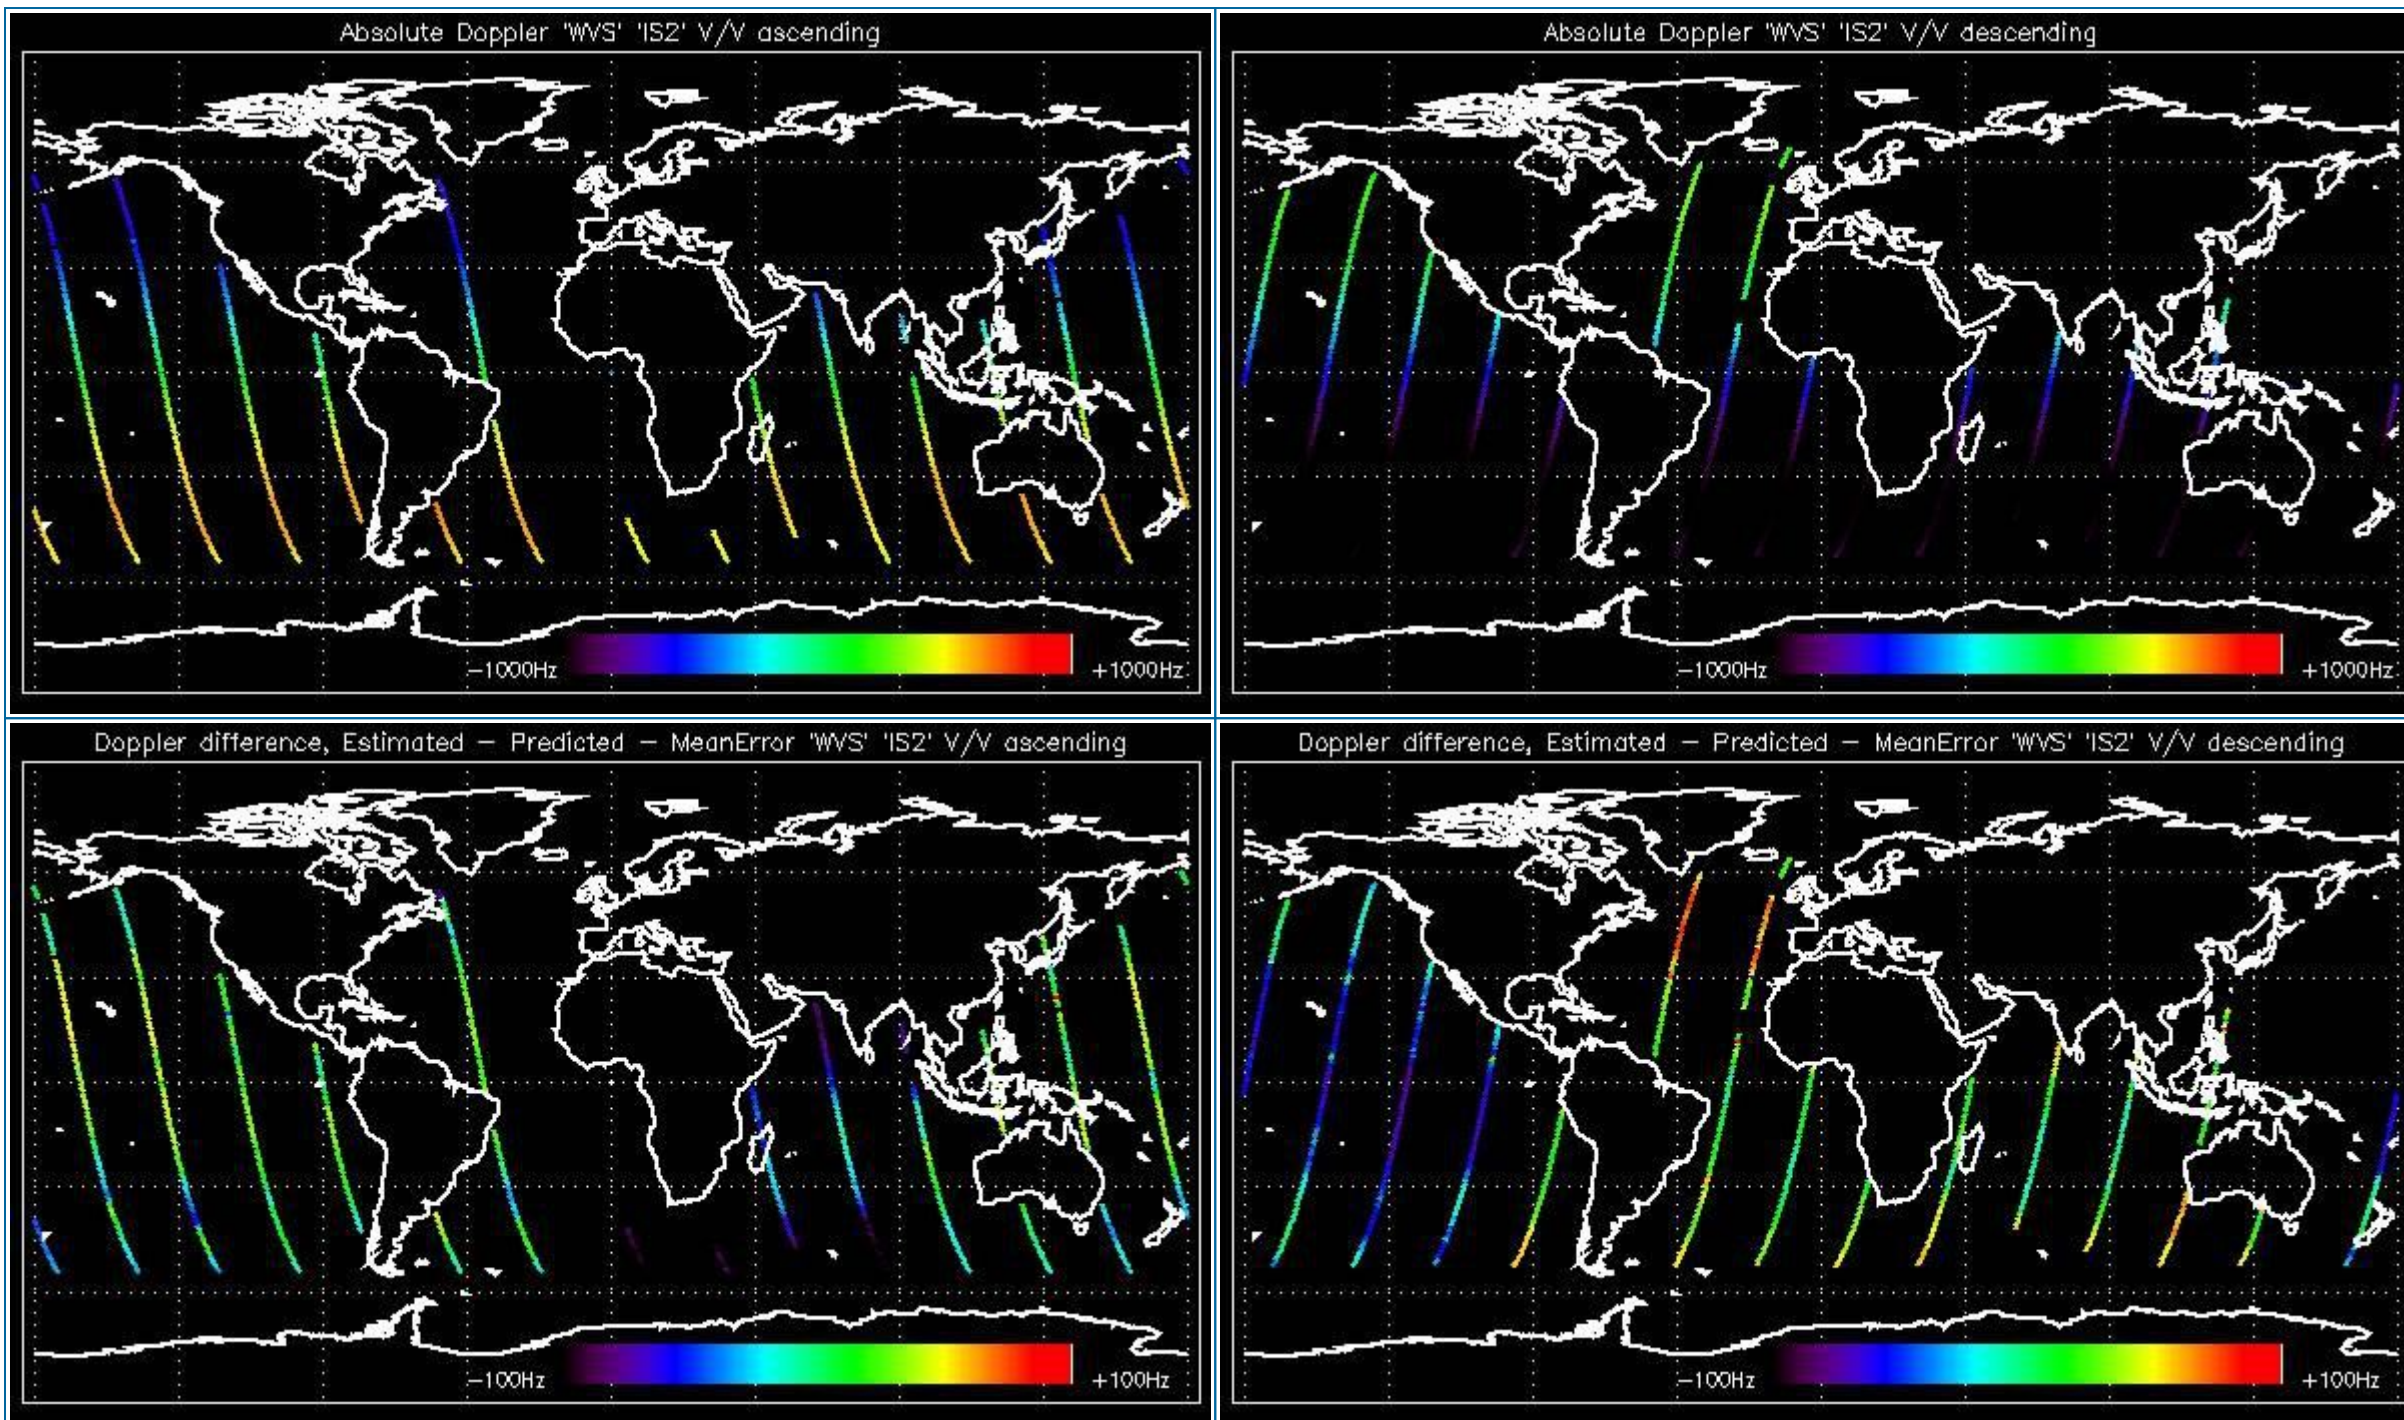 Absolute Doppler 'WVS' 'IS2' V/V ascending
-1000Hz
+1000Hz
Absolute Doppler 'WVS' 'IS2' V/V descending
-1000Hz
+1000Hz
Doppler difference, Estimated - Predicted - MeanError 'WVS' 'IS2' V/V ascending
-100Hz
+100Hz
Doppler difference, Estimated - Predicted - MeanError 'WVS' 'IS2' V/V descending
-100Hz
+100Hz